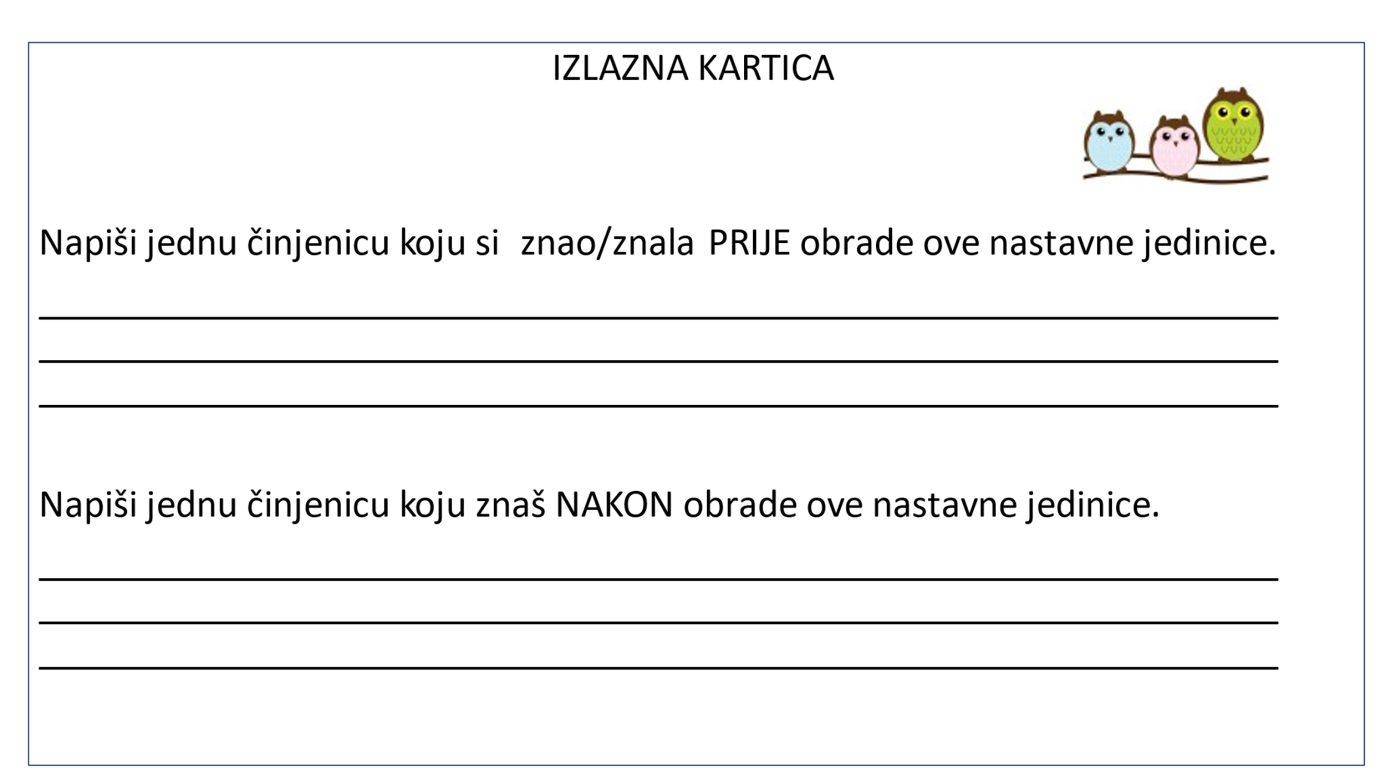 IZLAZNA KARTICA
Napiši jednu činjenicu koju si znao/znala PRIJE obrade ove nastavne jedinice.
Napiši jednu činjenicu koju znaš NAKON obrade ove nastavne jedinice.